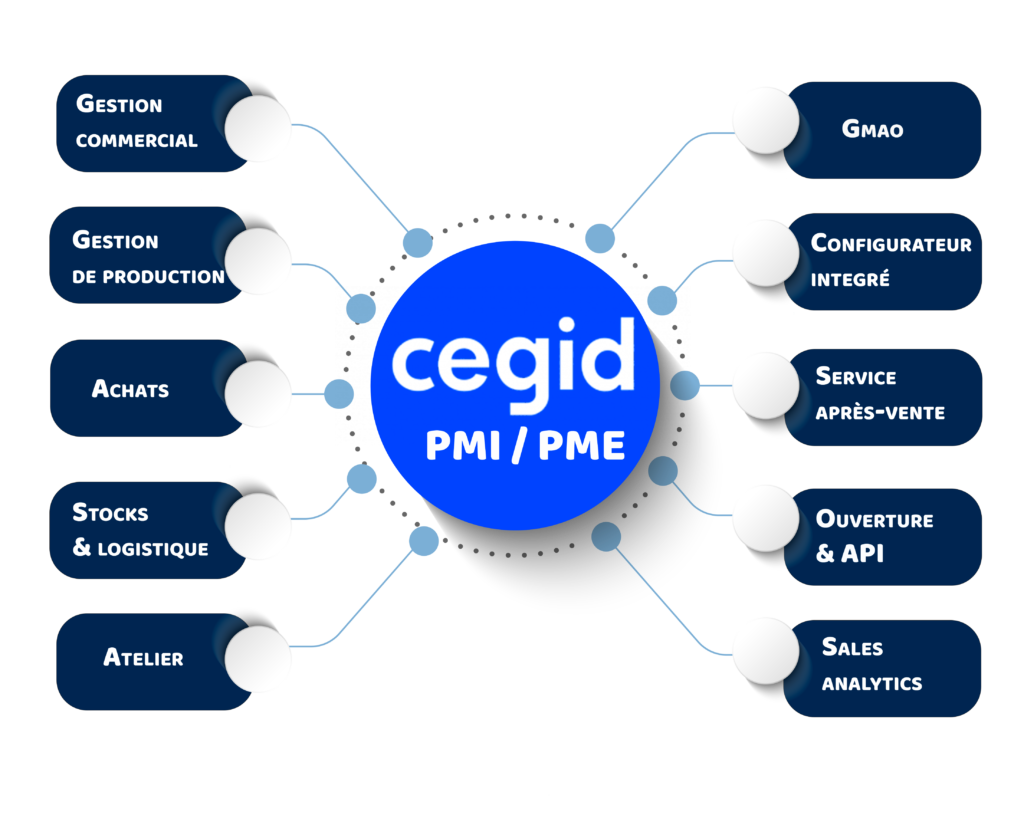 Gestion
commercial
Gestion
de production
Achats
Stocks
& logistique
Atelier
cegid
PMI / PME
Gmao
Configurateur
integré
Service
après-vente
Ouverture
& API
Sales
analytics